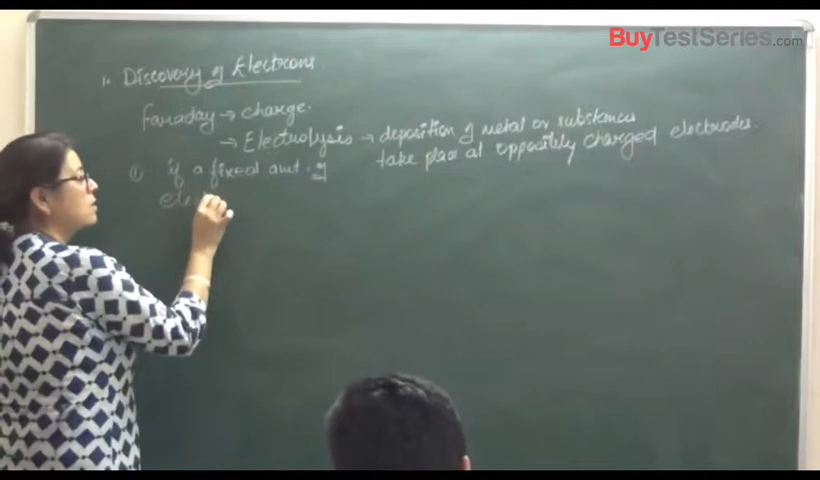 BuyTestSeries.com
1. Discovery of Electrons.
Faraday → charge.
→ Electrolysis → deposition of metal or substances
take place at oppositely charged electrodes.
① if a fixed amt. of
ele